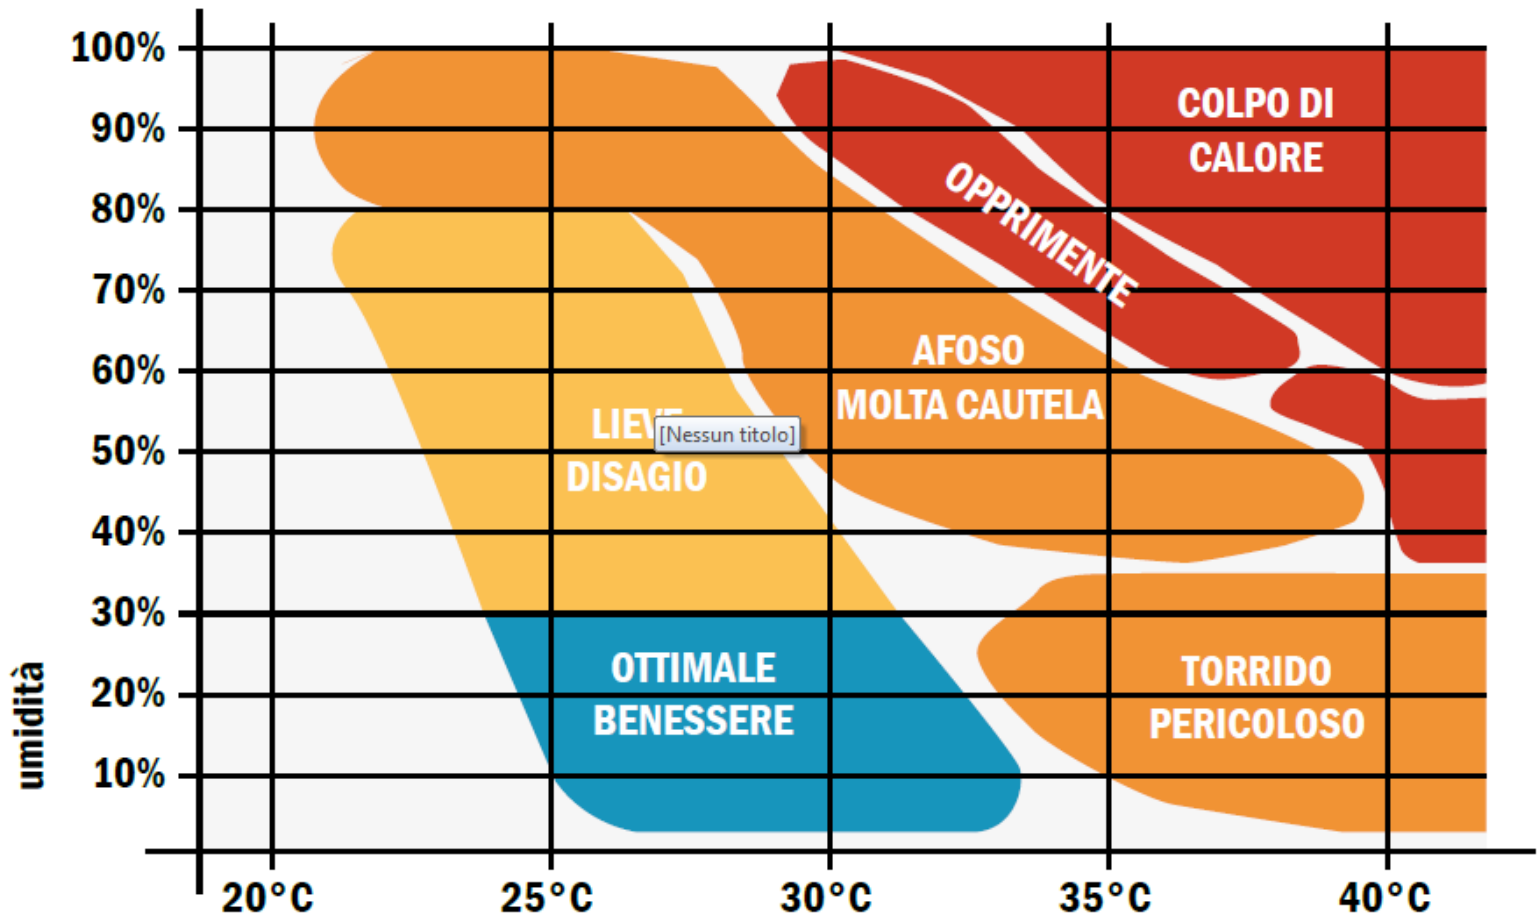 100%
90%
80%
70%
60%
50%
40%
30%
20%
10%
umidità
COLPO DI
CALORE
OPPRIMENTE
AFOSO
MOLTA CAUTELA
LIEVE
[Nessun titolo]
DISAGIO
OTTIMALE
BENESSERE
TORRIDO
PERICOLOSO
20°C
25°C
30°C
35°C
40°C